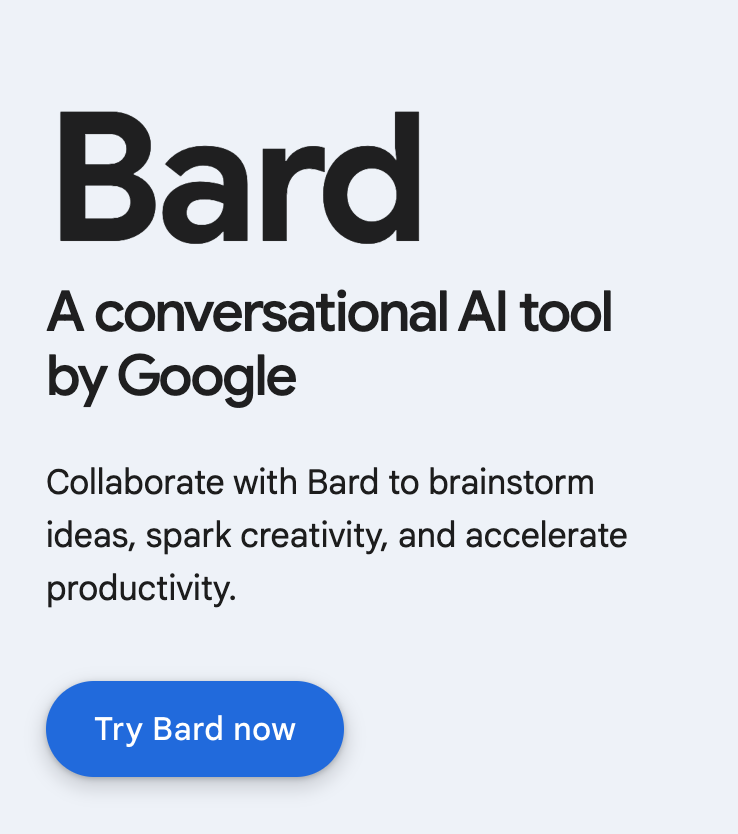 Bard
A conversational AI tool
by Google
Collaborate with Bard to brainstorm
ideas, spark creativity, and accelerate
productivity.
Try Bard now